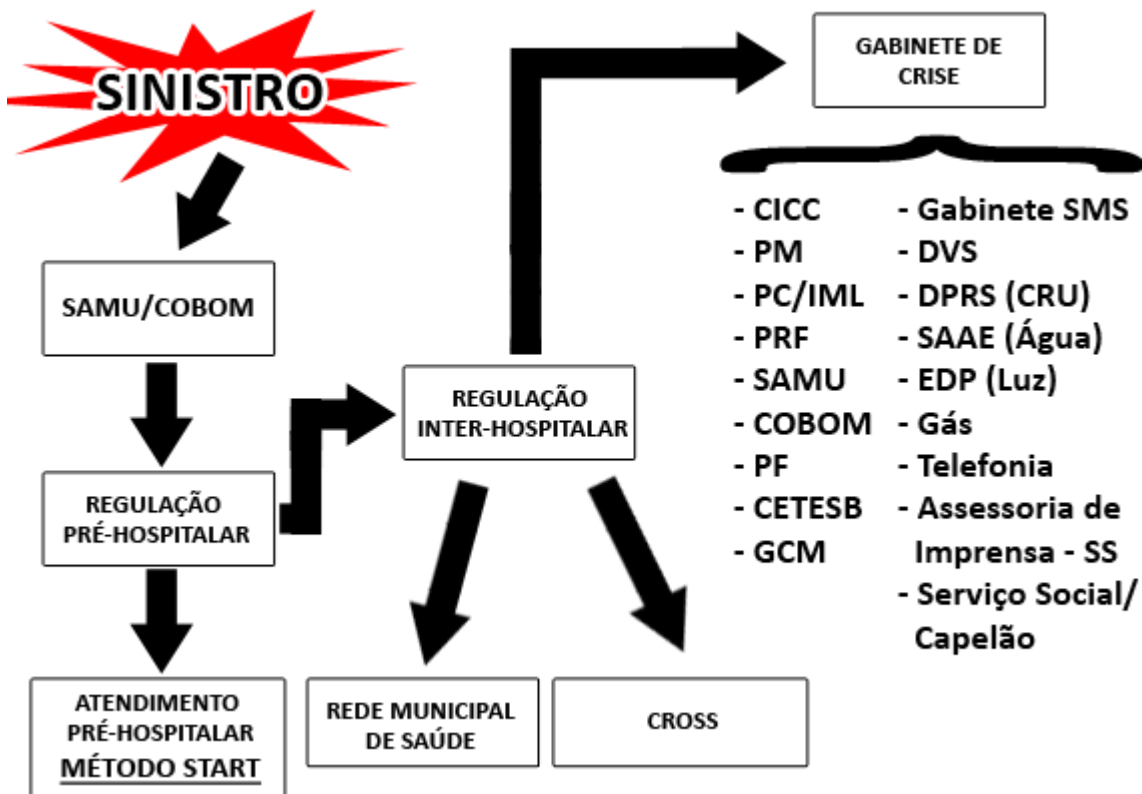 SINISTRO
SAMU/COBOM
REGULAÇÃO
PRÉ-HOSPITALAR
ATENDIMENTO
PRÉ-HOSPITALAR
MÉTODO START
REGULAÇÃO
INTER-HOSPITALAR
REDE MUNICIPAL
DE SAÚDE
CROSS
GABINETE DE
CRISE
- CICC
- PM
- PC/IML
- PRF
- SAMU
- COBOM
- PF
- CETESB
- GCM
- Gabinete SMS
- DVS
- DPRS (CRU)
- SAAE (Água)
- EDP (Luz)
- Gás
- Telefonia
- Assessoria de
Imprensa - SS
- Serviço Social/
Capelão